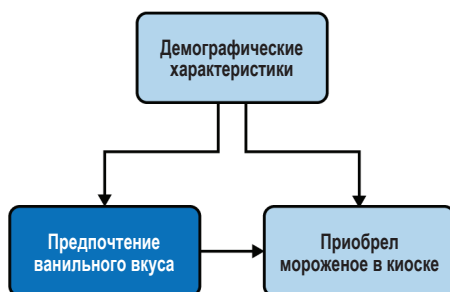 Демографические
характеристики
Предпочтение
ванильного вкуса
Приобрел
мороженое в киоске